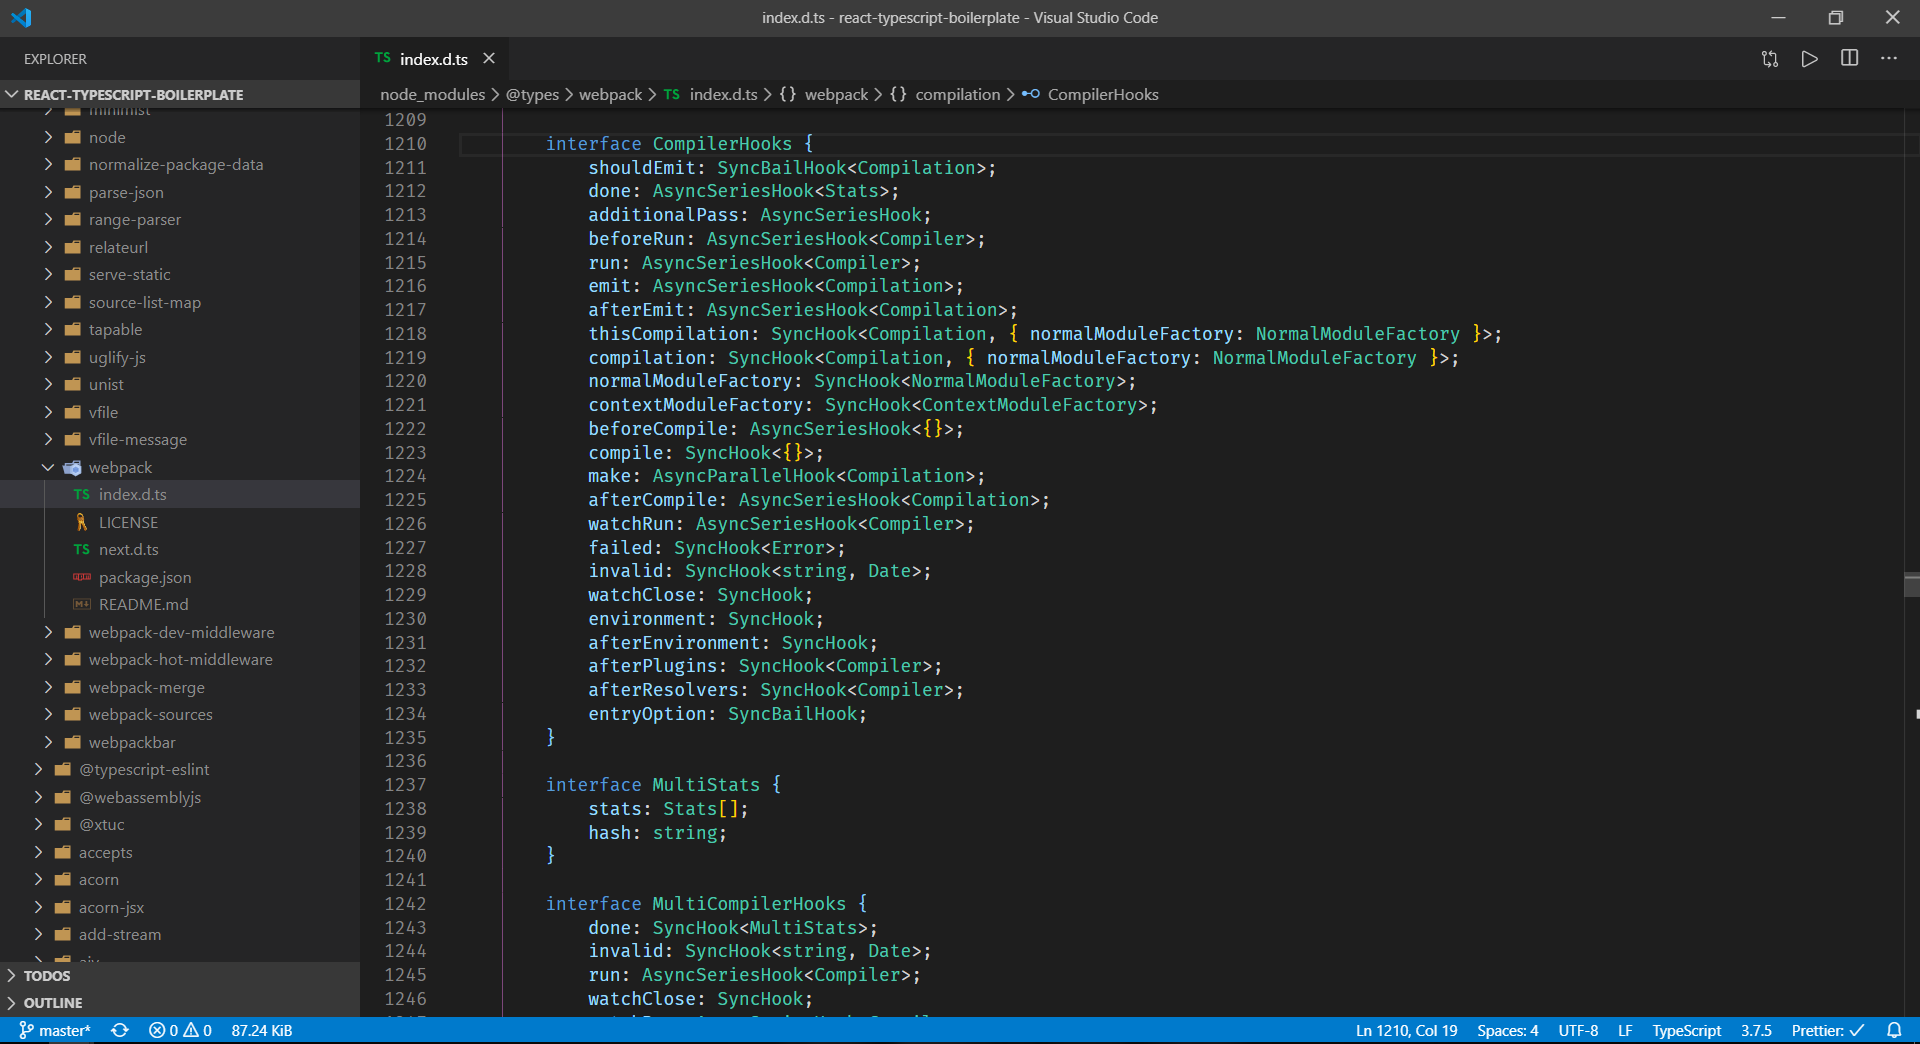 index.d.ts - react-typescript-boilerplate - Visual Studio Code
EXPLORER
REACT-TYPESCRIPT-BOILERPLATE
minimist
node
normalize-package-data
parse-json
range-parser
relateurl
serve-static
source-list-map
tapable
uglify-js
unist
vfile
vfile-message
webpack
TS index.d.ts
LICENSE
TS next.d.ts
package.json
README.md
webpack-dev-middleware
webpack-hot-middleware
webpack-merge
webpack-sources
webpackbar
@typescript-eslint
@webassemblyjs
@xtuc
accepts
acorn
acorn-jsx
add-stream
TODOS
OUTLINE
TS index.d.ts
node_modules > @types > webpack > TS index.d.ts > {} webpack > {} compilation > CompilerHooks
1209
1210 interface CompilerHooks {
1211 shouldEmit: SyncBailHook<Compilation>;
1212 done: AsyncSeriesHook<Stats>;
1213 additionalPass: AsyncSeriesHook;
1214 beforeRun: AsyncSeriesHook<Compiler>;
1215 run: AsyncSeriesHook<Compiler>;
1216 emit: AsyncSeriesHook<Compilation>;
1217 afterEmit: AsyncSeriesHook<Compilation>;
1218 thisCompilation: SyncHook<Compilation, { normalModuleFactory: NormalModuleFactory }>;
1219 compilation: SyncHook<Compilation, { normalModuleFactory: NormalModuleFactory }>;
1220 normalModuleFactory: SyncHook<NormalModuleFactory>;
1221 contextModuleFactory: SyncHook<ContextModuleFactory>;
1222 beforeCompile: AsyncSeriesHook<{}>;
1223 compile: SyncHook<{}>;
1224 make: AsyncParallelHook<Compilation>;
1225 afterCompile: AsyncSeriesHook<Compilation>;
1226 watchRun: AsyncSeriesHook<Compiler>;
1227 failed: SyncHook<Error>;
1228 invalid: SyncHook<string, Date>;
1229 watchClose: SyncHook;
1230 environment: SyncHook;
1231 afterEnvironment: SyncHook;
1232 afterPlugins: SyncHook<Compiler>;
1233 afterResolvers: SyncHook<Compiler>;
1234 entryOption: SyncBailHook;
1235 }
1236
1237 interface MultiStats {
1238 stats: Stats[];
1239 hash: string;
1240 }
1241
1242 interface MultiCompilerHooks {
1243 done: SyncHook<MultiStats>;
1244 invalid: SyncHook<string, Date>;
1245 run: AsyncSeriesHook<Compiler>;
1246 watchClose: SyncHook;
master* 0 0 87.24 KiB Ln 1210, Col 19 Spaces: 4 UTF-8 LF TypeScript 3.7.5 Prettier: ✓